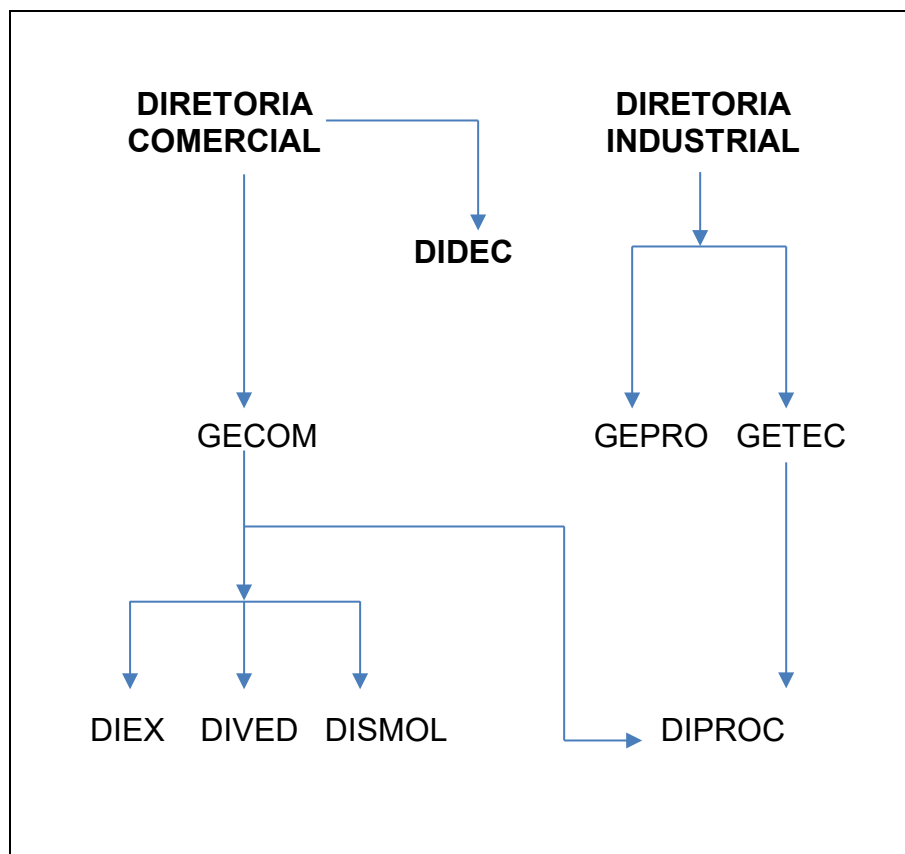 DIRETORIA
COMERCIAL
DIRETORIA
INDUSTRIAL
DIDEC
GECOM
GEPRO
GETEC
DIEX
DIVED
DISMOL
DIPROC